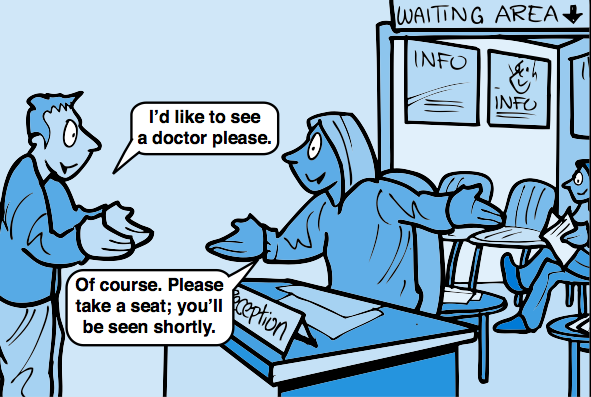 WAITING AREA
INFO
INFO
I'd like to see
a doctor please.
Of course. Please
take a seat; you'll
be seen shortly.